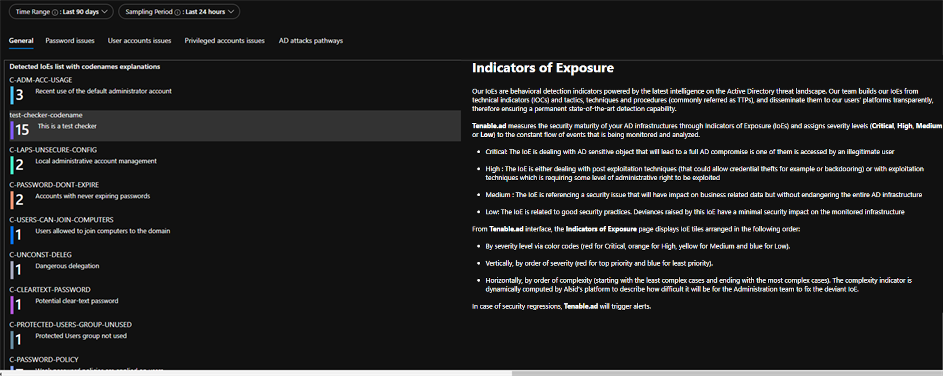 Time Range : Last 90 days
Sampling Period : Last 24 hours
General Password issues User accounts issues Privileged accounts issues AD attacks pathways
Detected IoEs list with codenames explanations
C-ADM-ACC-USAGE
3 Recent use of the default administrator account
test-checker-codename
15 This is a test checker
C-LAPS-UNSECURE-CONFIG
2 Local administrative account management
C-PASSWORD-DONT-EXPIRE
2 Accounts with never expiring passwords
C-USERS-CAN-JOIN-COMPUTERS
1 Users allowed to join computers to the domain
C-UNCONST-DELEG
1 Dangerous delegation
C-CLEARTEXT-PASSWORD
1 Potential clear-text password
C-PROTECTED-USERS-GROUP-UNUSED
1 Protected Users group not used
C-PASSWORD-POLICY
Indicators of Exposure
Our IoEs are behavioral detection indicators powered by the latest intelligence on the Active Directory threat landscape. Our team builds our IoEs from
technical indicators (IOCs) and tactics, techniques and procedures (commonly referred as TTPs), and disseminate them to our users' platforms transparently,
therefore ensuring a permanent state-of-the-art detection capability.
Tenable.ad measures the security maturity of your AD infrastructures through Indicators of Exposure (IoEs) and assigns severity levels (Critical, High, Medium
or Low) to the constant flow of events that is being monitored and analyzed.
• Critical: The IoE is dealing with AD sensitive object that will lead to a full AD compromise is one of them is accessed by an illegitimate user
• High : The IoE is either dealing with post exploitation techniques (that could allow credential thefts for example or backdooring) or with exploitation
techniques which is requiring some level of administrative right to be exploited
• Medium : The IoE is referencing a security issue that will have impact on business related data but without endangering the entire AD infrastructure
• Low: The IoE is related to good security practices. Deviances raised by this IoE have a minimal security impact on the monitored infrastructure
From Tenable.ad interface, the Indicators of Exposure page displays IoE tiles arranged in the following order:
• By severity level via color codes (red for Critical, orange for High, yellow for Medium and blue for Low).
• Vertically, by order of severity (red for top priority and blue for least priority).
• Horizontally, by order of complexity (starting with the least complex cases and ending with the most complex cases). The complexity indicator is
dynamically computed by Alsid's platform to describe how difficult it will be for the Administration team to fix the deviant IoE.
In case of security regressions, Tenable.ad will trigger alerts.